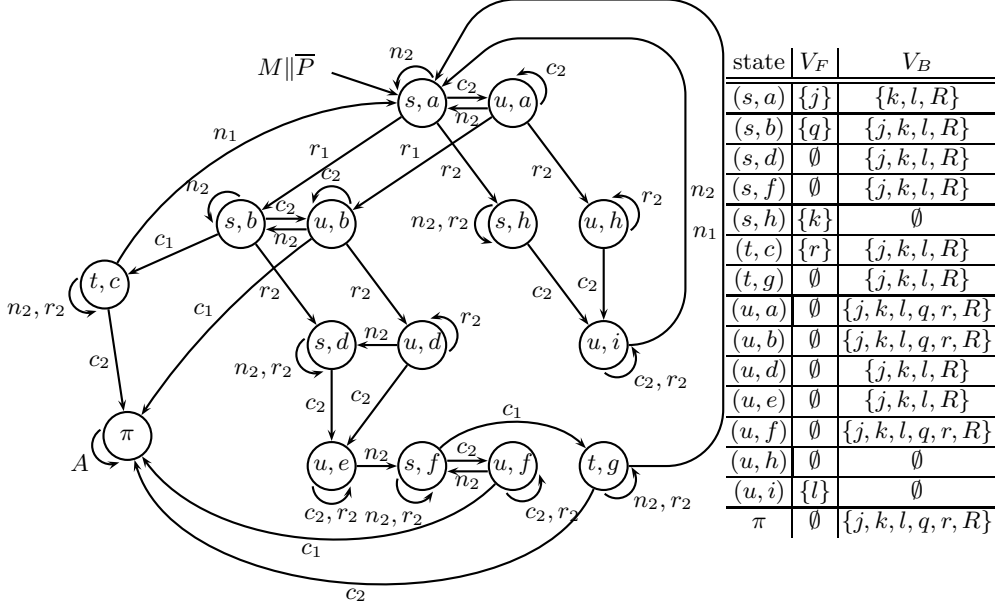 M‖P̅
n₂
c₂
n₂
c₂
s, a
u, a
n₁
r₁
r₁
r₂
r₂
n₂
c₂
n₂
c₂
s, b
u, b
n₂, r₂
s, h
u, h
r₂
n₂
n₁
c₁
t, c
n₂, r₂
r₂
r₂
c₁
c₂
c₂
s, d
n₂
u, d
r₂
n₂, r₂
u, i
c₂, r₂
c₂
c₂
c₂
c₁
π
A
u, e
n₂
s, f
c₂
n₂
u, f
t, g
c₂, r₂
n₂, r₂
c₂, r₂
n₂, r₂
c₁
c₂
state V_F V_B
(s, a) {j} {k, l, R}
(s, b) {q} {j, k, l, R}
(s, d) ∅ {j, k, l, R}
(s, f) ∅ {j, k, l, R}
(s, h) {k} ∅
(t, c) {r} {j, k, l, R}
(t, g) ∅ {j, k, l, R}
(u, a) ∅ {j, k, l, q, r, R}
(u, b) ∅ {j, k, l, q, r, R}
(u, d) ∅ {j, k, l, R}
(u, e) ∅ {j, k, l, R}
(u, f) ∅ {j, k, l, q, r, R}
(u, h) ∅ ∅
(u, i) {l} ∅
π ∅ {j, k, l, q, r, R}